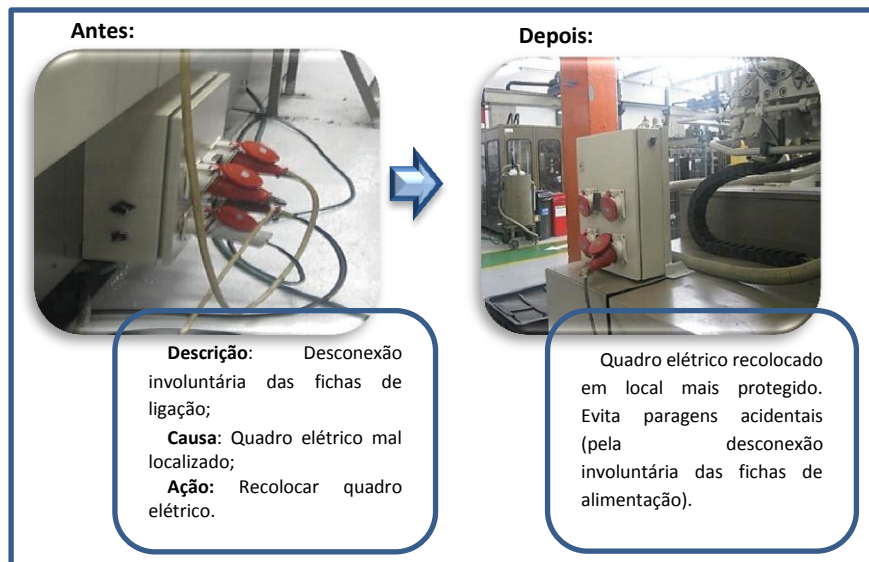 Antes:
Depois:
Descrição: Desconexão
involuntária das fichas de
ligação;
Causa: Quadro elétrico mal
localizado;
Ação: Recolocar quadro
elétrico.
Quadro elétrico recolocado
em local mais protegido.
Evita paragens acidentais
(pela desconexão
involuntária das fichas de
alimentação).